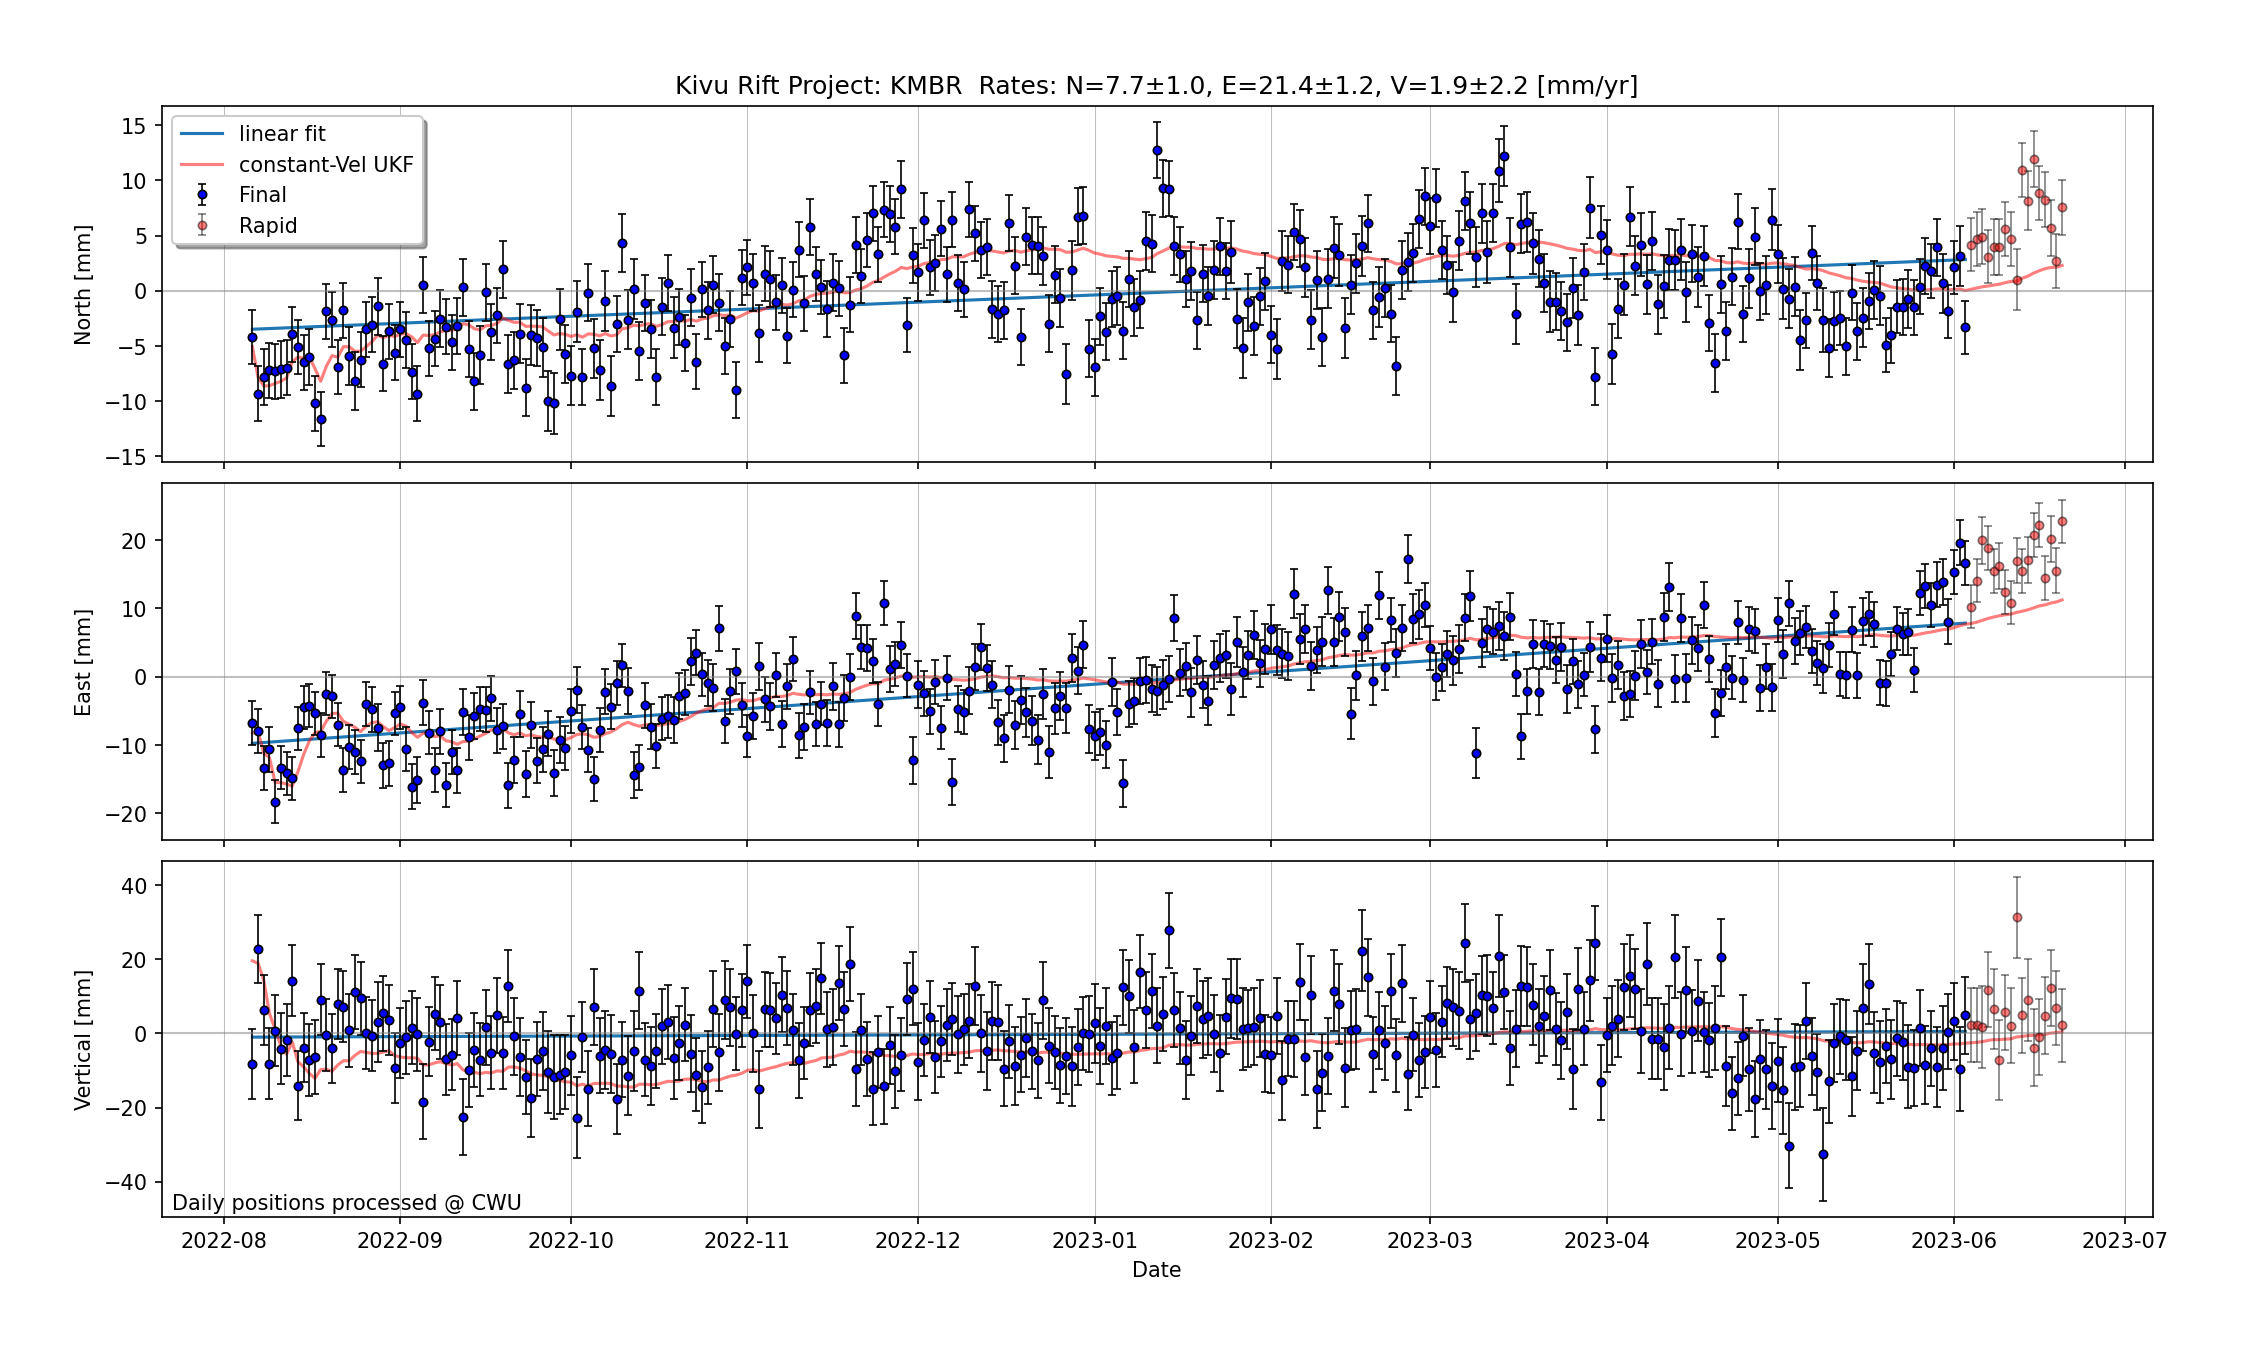 Kivu Rift Project: KMBR  Rates: N=7.7±1.0, E=21.4±1.2, V=1.9±2.2 [mm/yr]
linear fit
constant-Vel UKF
Final
Rapid
North [mm]
15
10
5
0
−5
−10
−15
East [mm]
20
10
0
−10
−20
Vertical [mm]
40
20
0
−20
−40
Daily positions processed @ CWU
2022-08 2022-09 2022-10 2022-11 2022-12 2023-01 2023-02 2023-03 2023-04 2023-05 2023-06 2023-07
Date